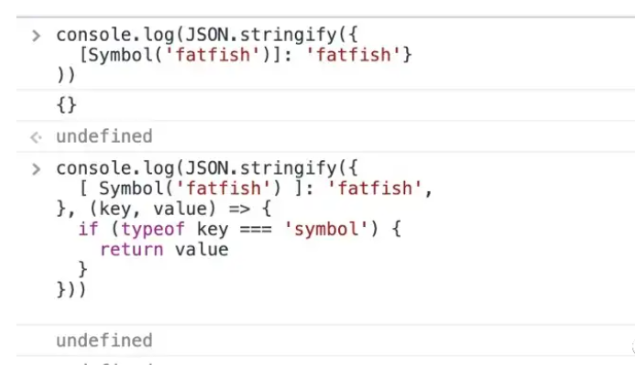 > console.log(JSON.stringify({
[Symbol('fatfish')]: 'fatfish'}
))
{}
undefined
> console.log(JSON.stringify({
[ Symbol('fatfish') ]: 'fatfish',
}, (key, value) => {
if (typeof key === 'symbol') {
return value
}
}))
undefined